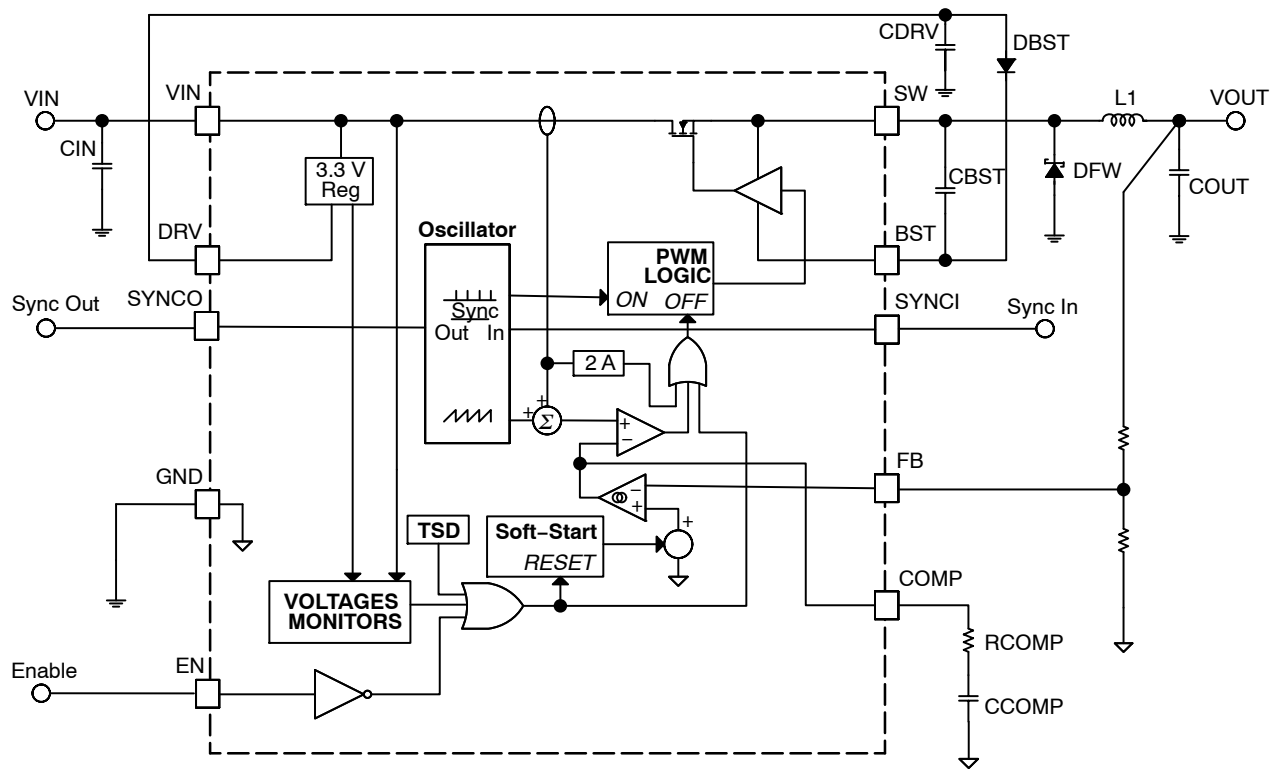 CDRV
DBST
VIN
VIN
SW
L1
VOUT
CIN
3.3 V
Reg
CBST
DFW
COUT
DRV
Oscillator
BST
PWM
LOGIC
ON OFF
SYNCO
Sync Out
Sync
Out In
SYNCI
Sync In
2 A
+
+
Σ
+
−
GND
FB
−
+
+
TSD
Soft−Start
RESET
VOLTAGES
MONITORS
COMP
RCOMP
EN
Enable
CCOMP